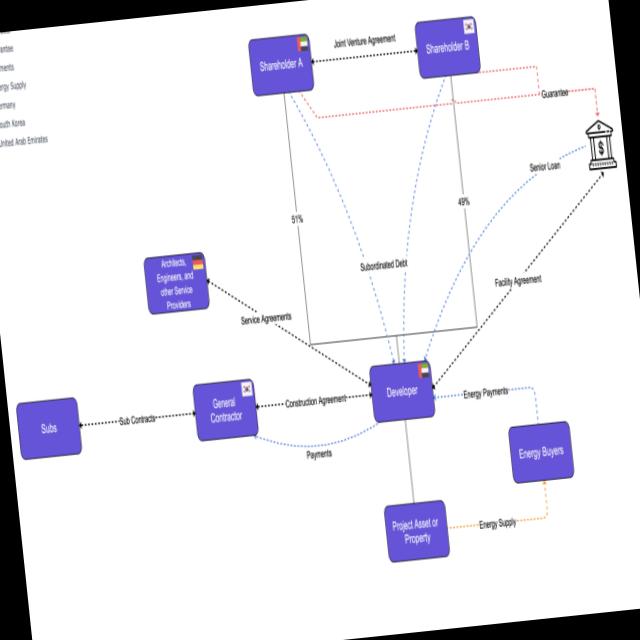 antee
ments
rgy Supply
ermany
outh Korea
United Arab Emirates
Shareholder A
Joint Venture Agreement
Shareholder B
Guarantee
Senior Loan
51%
49%
Subordinated Debt
Facility Agreement
Architects,
Engineers, and
other Service
Providers
Service Agreements
Developer
Energy Payments
General
Contractor
Construction Agreement
Subs
Sub Contracts
Payments
Energy Buyers
Project Asset or
Property
Energy Supply